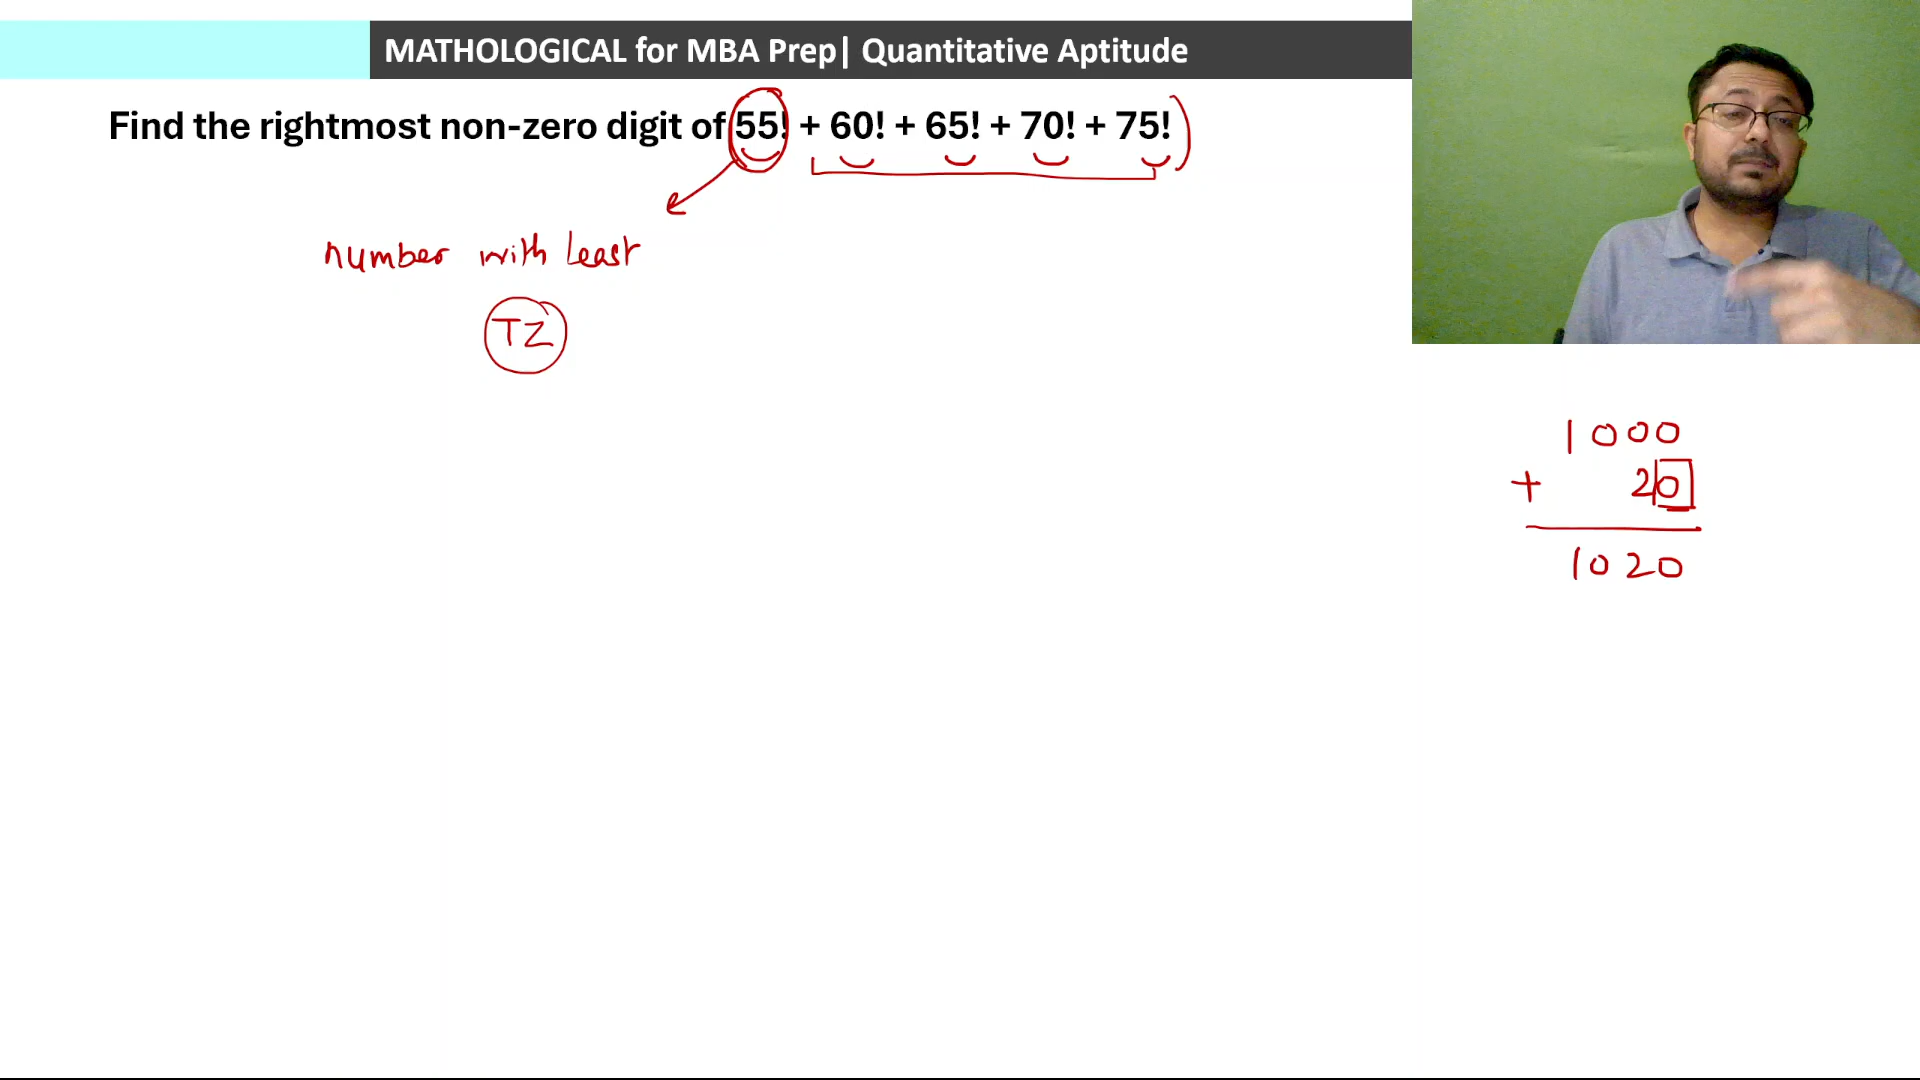 MATHOLOGICAL for MBA Prep| Quantitative Aptitude
Find the rightmost non-zero digit of 55! + 60! + 65! + 70! + 75!
number with least
TZ
1000
+ 20
1020